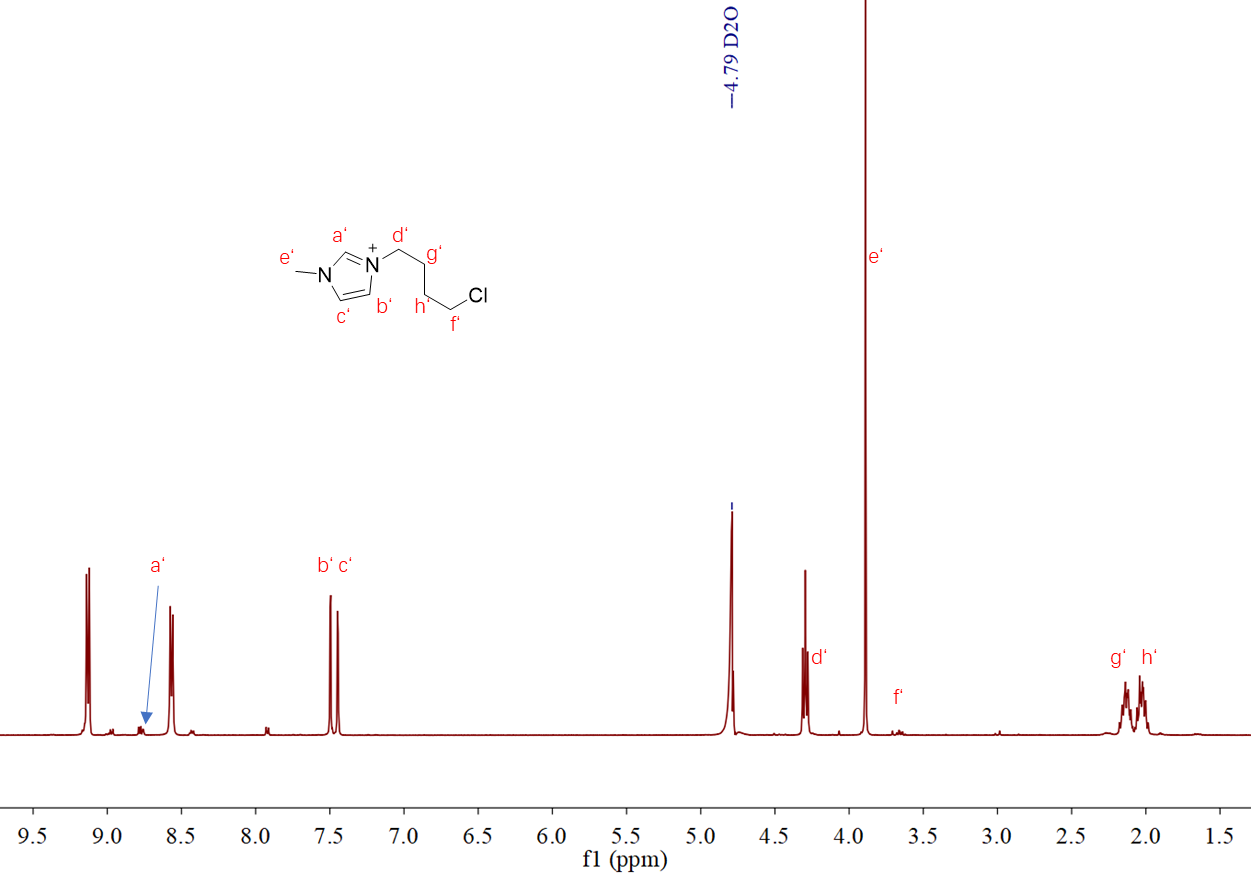 —4.79 D2O
a‘
+
d‘
e‘
g‘
N
N
e‘
h‘
Cl
b‘
c‘
f‘
a‘
b‘ c‘
d‘
g‘ h‘
f‘
9.5 9.0 8.5 8.0 7.5 7.0 6.5 6.0 5.5 5.0 4.5 4.0 3.5 3.0 2.5 2.0 1.5
f1 (ppm)